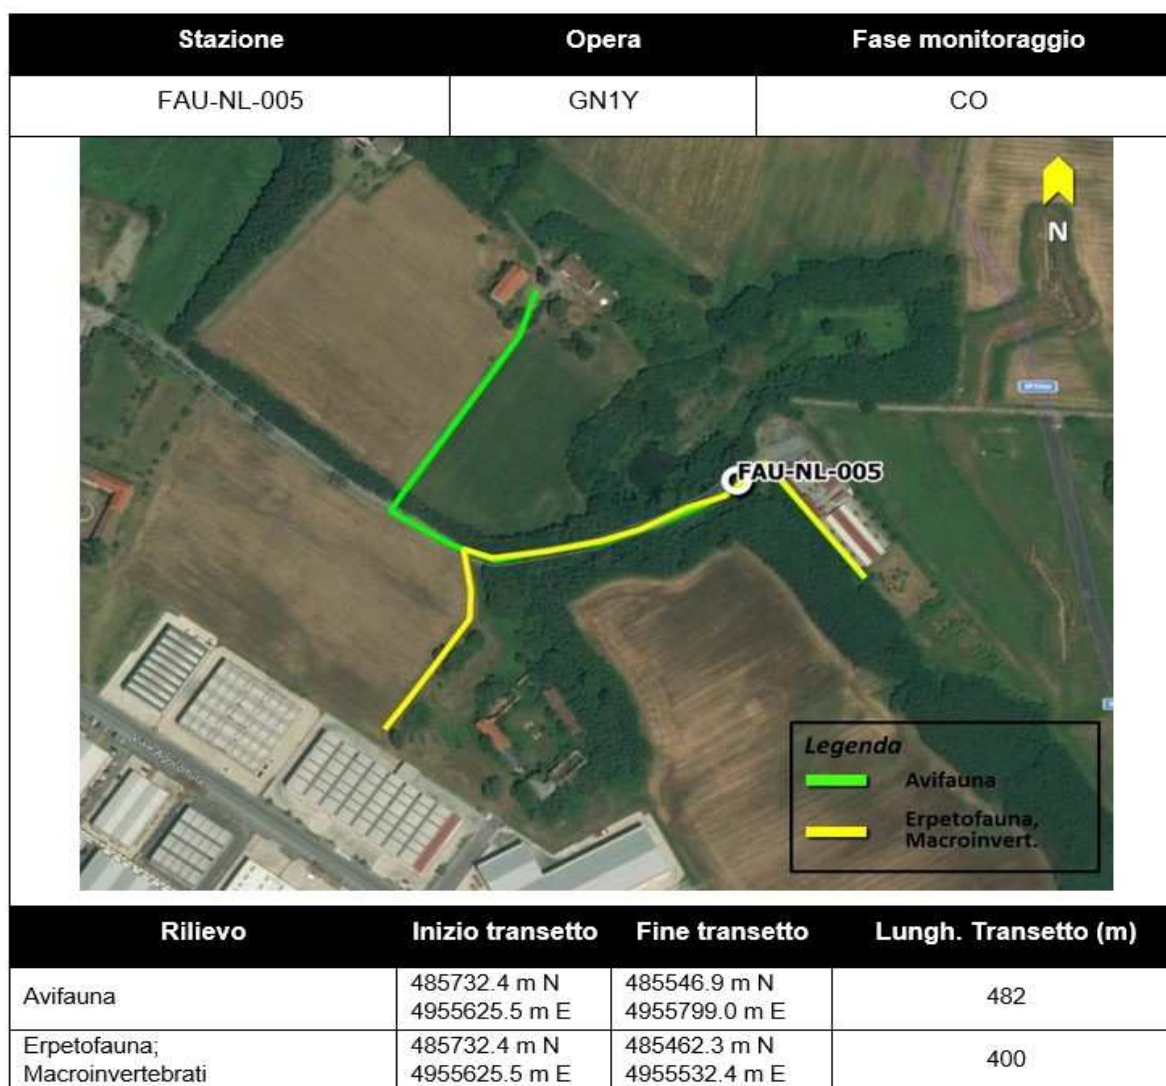 Stazione Opera Fase monitoraggio
FAU-NL-005 GN1Y CO
N
FAU-NL-005
Legenda
Avifauna
Erpetofauna,
Macroinvert.
Rilievo Inizio transetto Fine transetto Lungh. Transetto (m)
Avifauna 485732.4 m N 485546.9 m N 482
4955625.5 m E 4955799.0 m E
Erpetofauna; 485732.4 m N 485462.3 m N 400
Macroinvertebrati 4955625.5 m E 4955532.4 m E